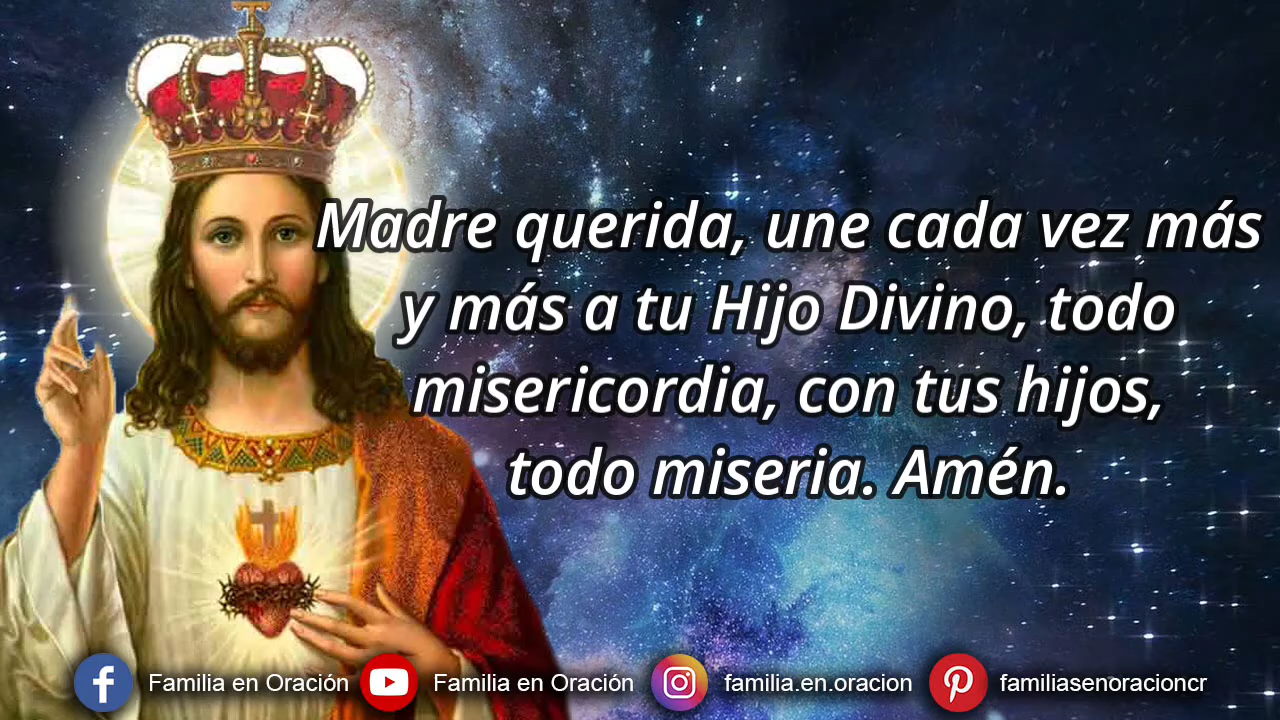 Madre querida, une cada vez más
y más a tu Hijo Divino, todo
misericordia, con tus hijos,
todo miseria. Amén.
Familia en Oración
Familia en Oración
familia.en.oracion
familiasenoracioncr